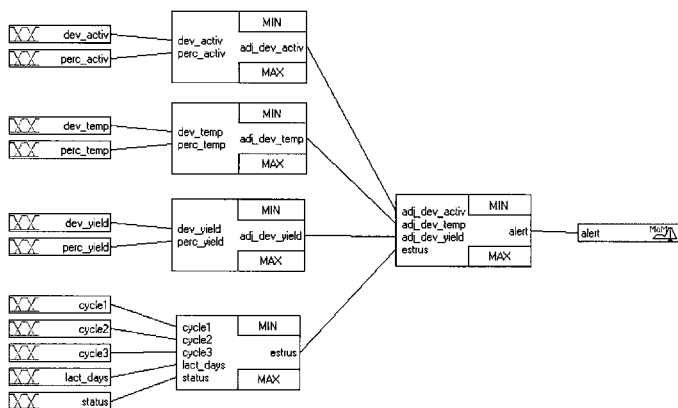 dev_activ
perc_activ
MIN
dev_activ
perc_activ
adj_dev_activ
MAX
dev_temp
perc_temp
MIN
dev_temp
perc_temp
adj_dev_temp
MAX
dev_yield
perc_yield
MIN
dev_yield
perc_yield
adj_dev_yield
MAX
cycle1
cycle2
cycle3
lact_days
status
MIN
cycle1
cycle2
cycle3
lact_days
status
estrus
MAX
MIN
adj_dev_activ
adj_dev_temp
adj_dev_yield
estrus
alert
MAX
alert
MoM